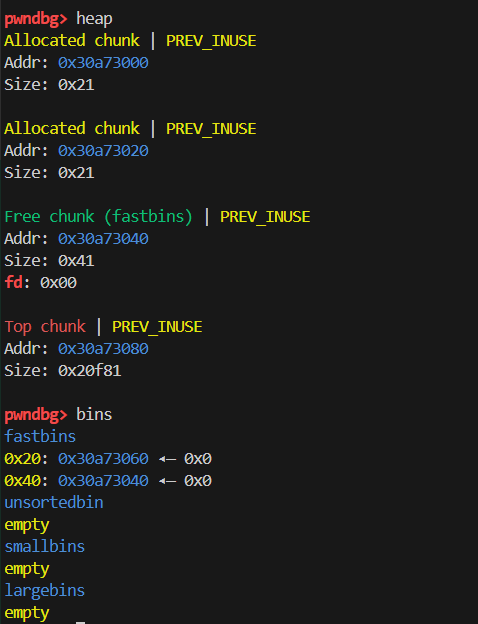 pwndbg> heap
Allocated chunk | PREV_INUSE
Addr: 0x30a73000
Size: 0x21
Allocated chunk | PREV_INUSE
Addr: 0x30a73020
Size: 0x21
Free chunk (fastbins) | PREV_INUSE
Addr: 0x30a73040
Size: 0x41
fd: 0x00
Top chunk | PREV_INUSE
Addr: 0x30a73080
Size: 0x20f81
pwndbg> bins
fastbins
0x20: 0x30a73060 ◂— 0x0
0x40: 0x30a73040 ◂— 0x0
unsortedbin
empty
smallbins
empty
largebins
empty